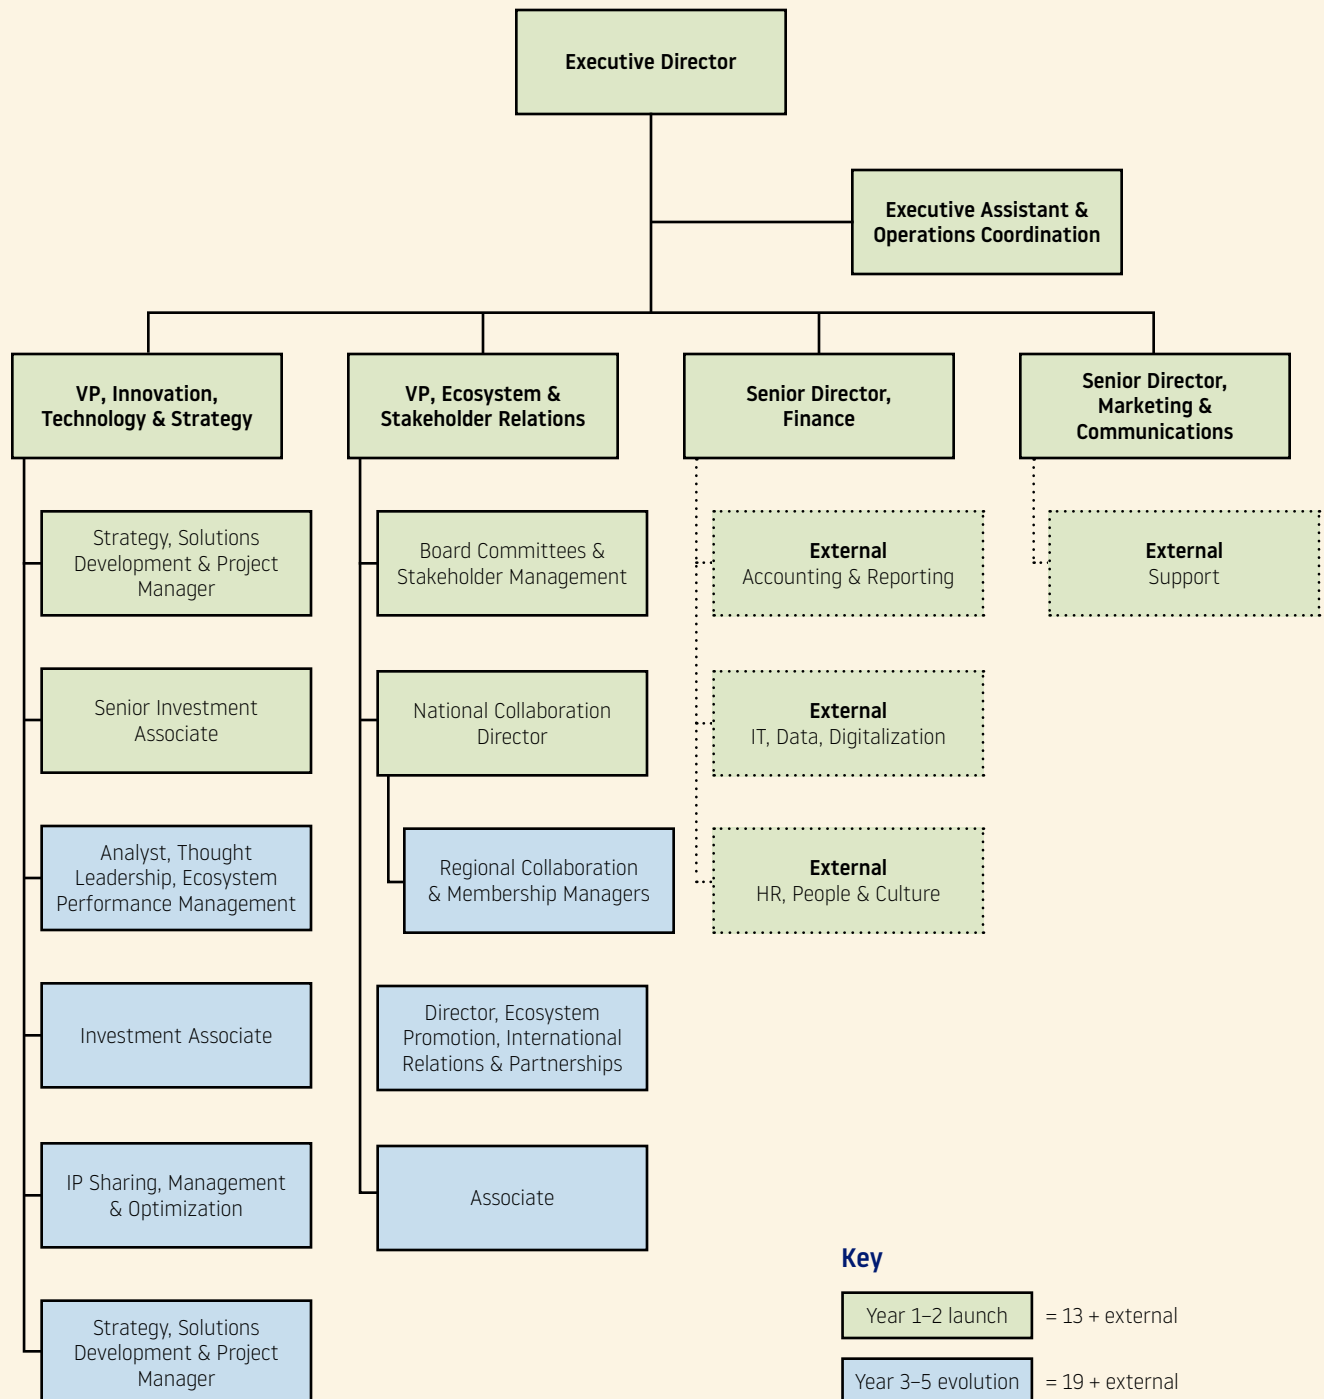 Executive Director
Executive Assistant &
Operations Coordination
VP, Innovation,
Technology & Strategy
VP, Ecosystem &
Stakeholder Relations
Senior Director,
Finance
Senior Director,
Marketing &
Communications
Strategy, Solutions
Development & Project
Manager
Board Committees &
Stakeholder Management
External
Accounting & Reporting
External
Support
Senior Investment
Associate
National Collaboration
Director
External
IT, Data, Digitalization
Analyst, Thought
Leadership, Ecosystem
Performance Management
Regional Collaboration
& Membership Managers
External
HR, People & Culture
Investment Associate
Director, Ecosystem
Promotion, International
Relations & Partnerships
IP Sharing, Management
& Optimization
Associate
Strategy, Solutions
Development & Project
Manager
Key
Year 1–2 launch = 13 + external
Year 3–5 evolution = 19 + external